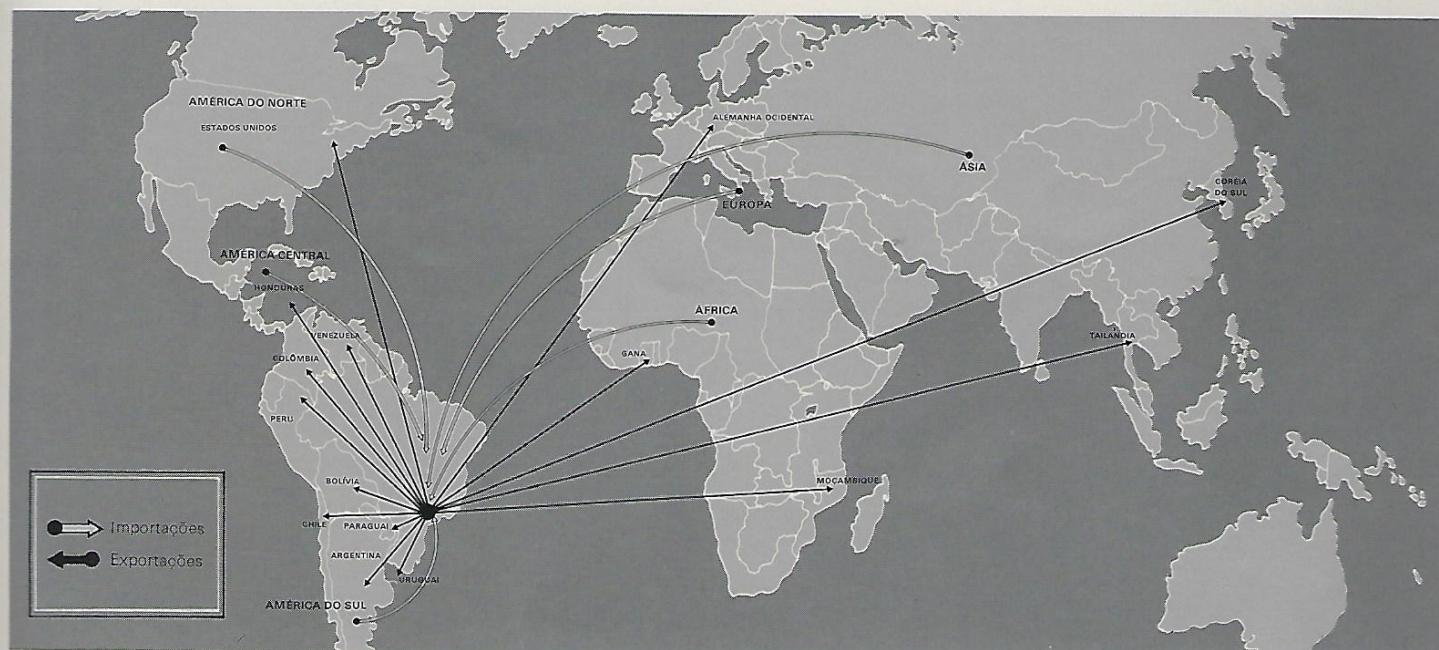 AMÉRICA DO NORTE
ESTADOS UNIDOS
ALEMANHA OCIDENTAL
ÁSIA
CORÉIA
DO SUL
EUROPA
AMÉRICA CENTRAL
HONDURAS
ÁFRICA
VENEZUELA
TAILÂNDIA
GANA
COLÔMBIA
PERU
BOLÍVIA
MOÇAMBIQUE
CHILE
PARAGUAI
ARGENTINA
URUGUAI
AMÉRICA DO SUL
Importações
Exportações